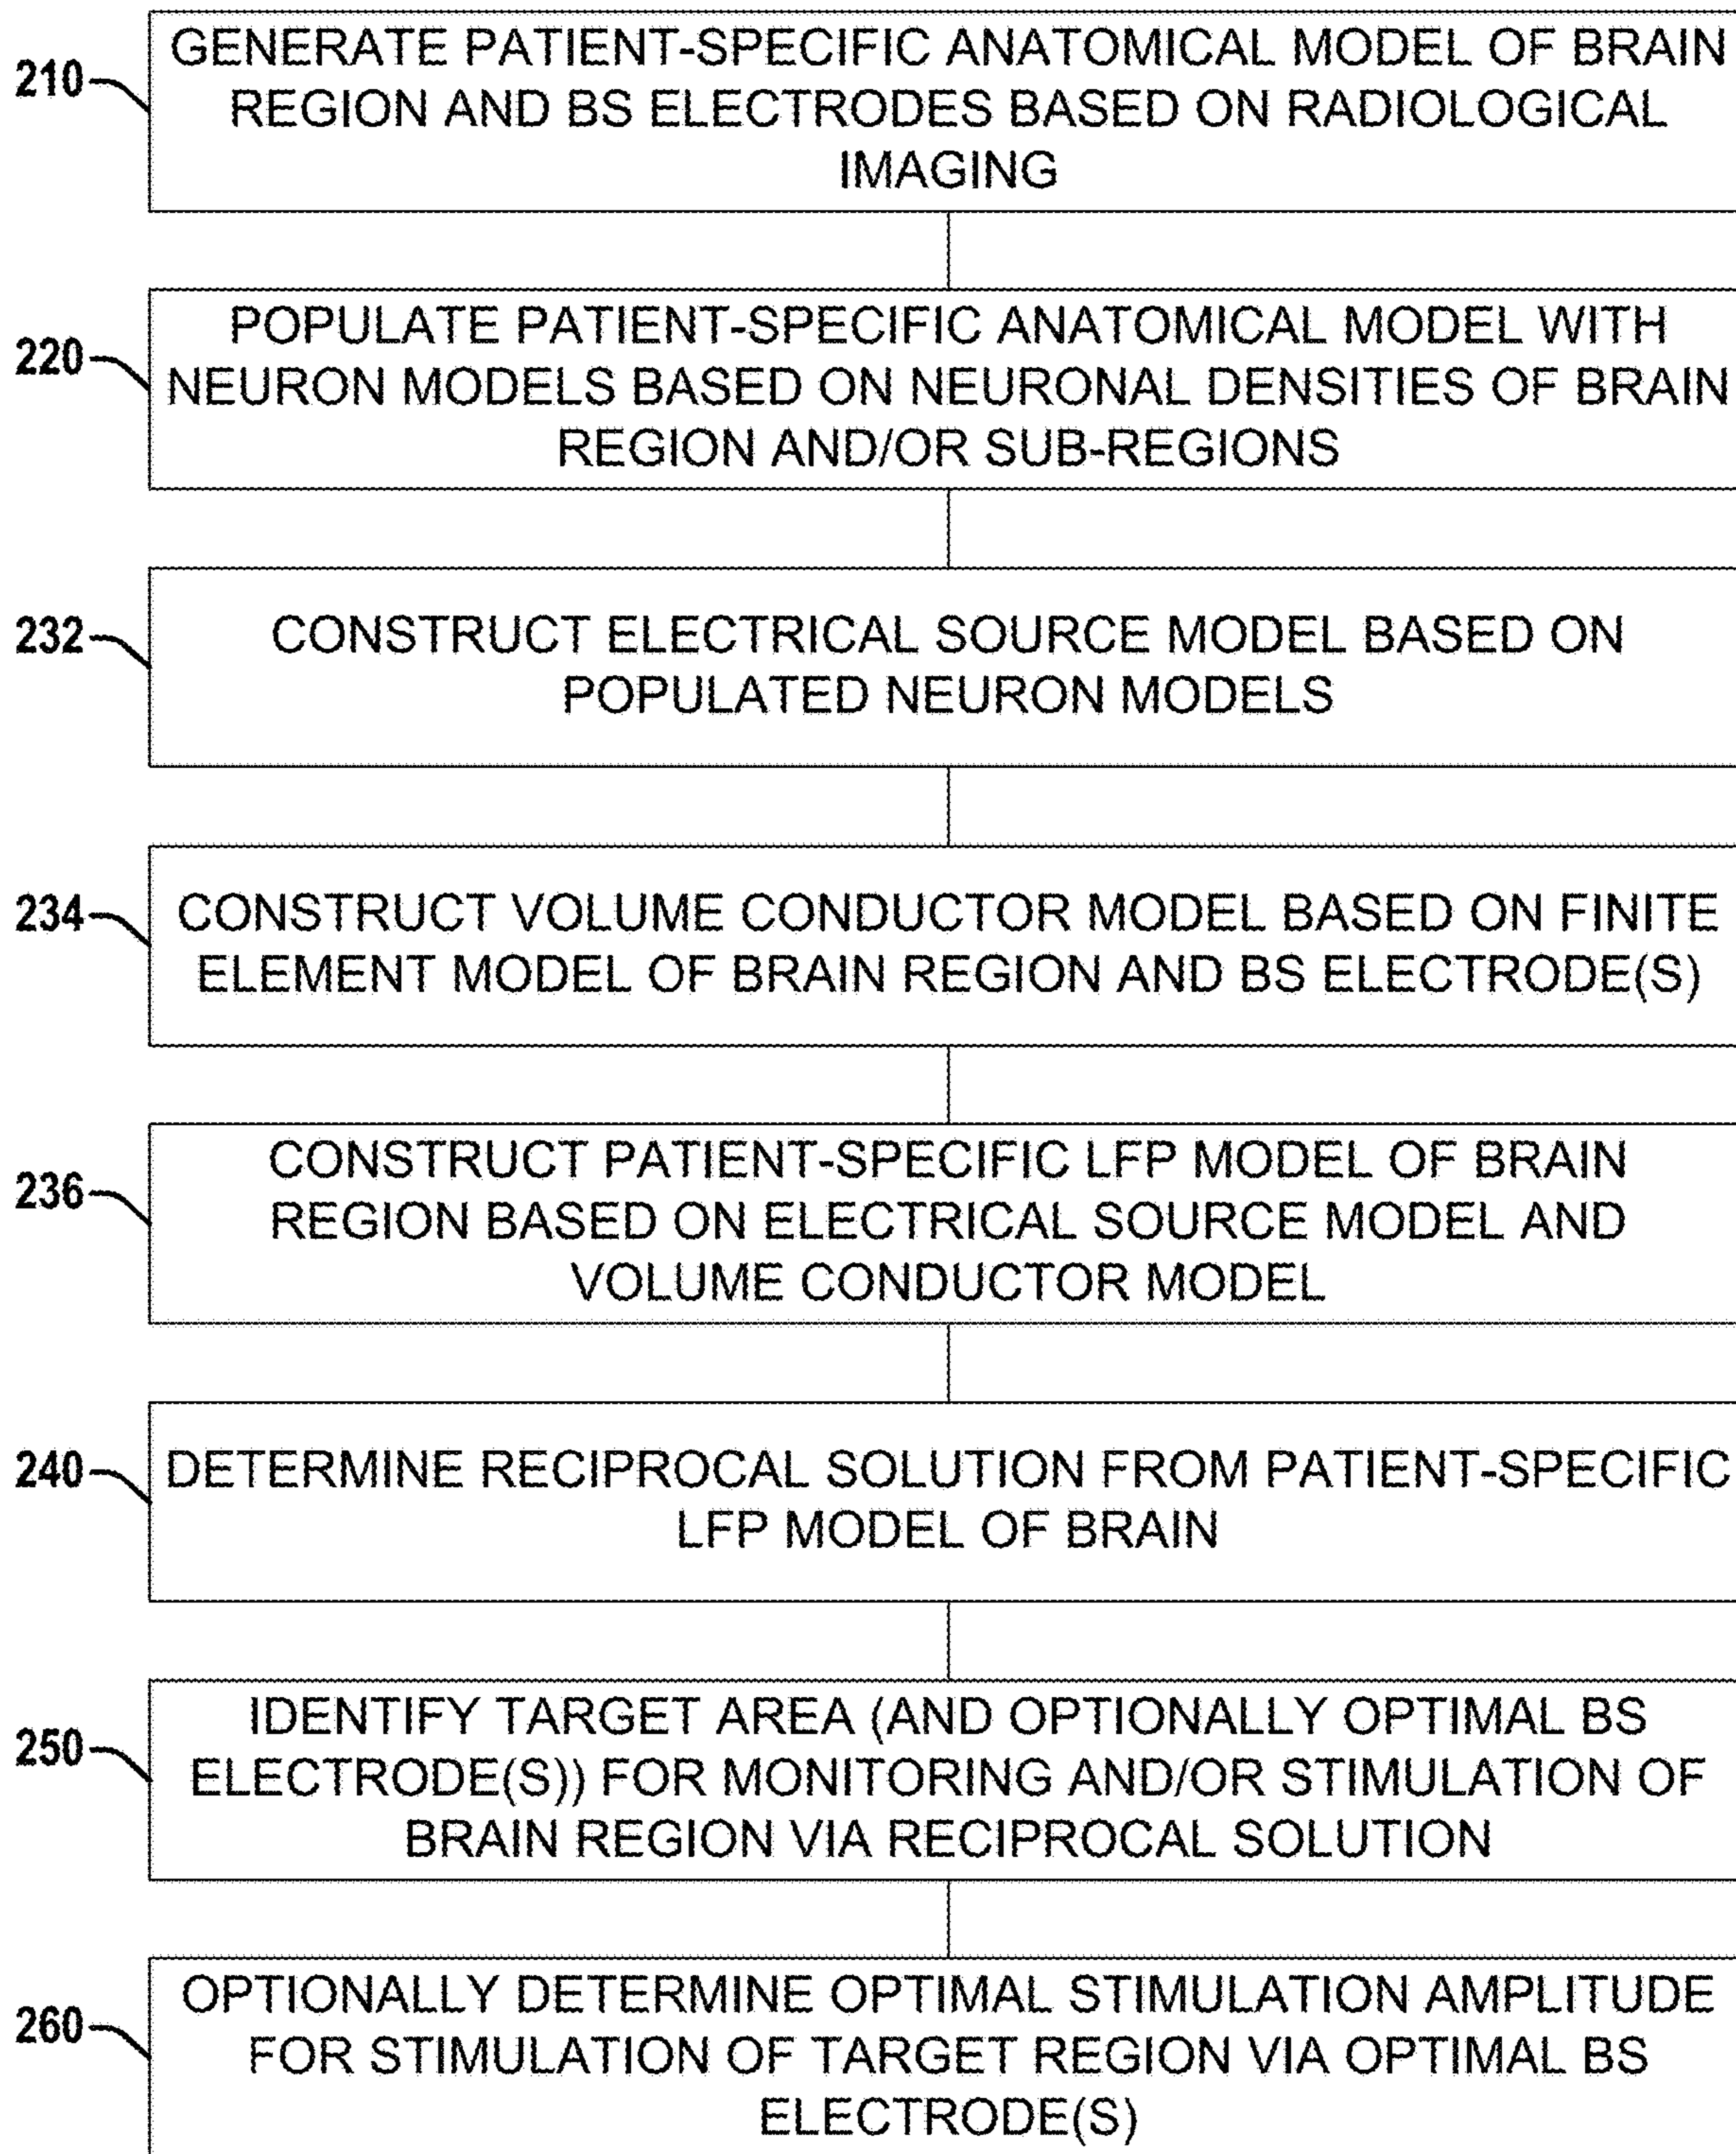 210
GENERATE PATIENT-SPECIFIC ANATOMICAL MODEL OF BRAIN
REGION AND BS ELECTRODES BASED ON RADIOLOGICAL
IMAGING
220
POPULATE PATIENT-SPECIFIC ANATOMICAL MODEL WITH
NEURON MODELS BASED ON NEURONAL DENSITIES OF BRAIN
REGION AND/OR SUB-REGIONS
232
CONSTRUCT ELECTRICAL SOURCE MODEL BASED ON
POPULATED NEURON MODELS
234
CONSTRUCT VOLUME CONDUCTOR MODEL BASED ON FINITE
ELEMENT MODEL OF BRAIN REGION AND BS ELECTRODE(S)
236
CONSTRUCT PATIENT-SPECIFIC LFP MODEL OF BRAIN
REGION BASED ON ELECTRICAL SOURCE MODEL AND
VOLUME CONDUCTOR MODEL
240
DETERMINE RECIPROCAL SOLUTION FROM PATIENT-SPECIFIC
LFP MODEL OF BRAIN
250
IDENTIFY TARGET AREA (AND OPTIONALLY OPTIMAL BS
ELECTRODE(S)) FOR MONITORING AND/OR STIMULATION OF
BRAIN REGION VIA RECIPROCAL SOLUTION
260
OPTIONALLY DETERMINE OPTIMAL STIMULATION AMPLITUDE
FOR STIMULATION OF TARGET REGION VIA OPTIMAL BS
ELECTRODE(S)